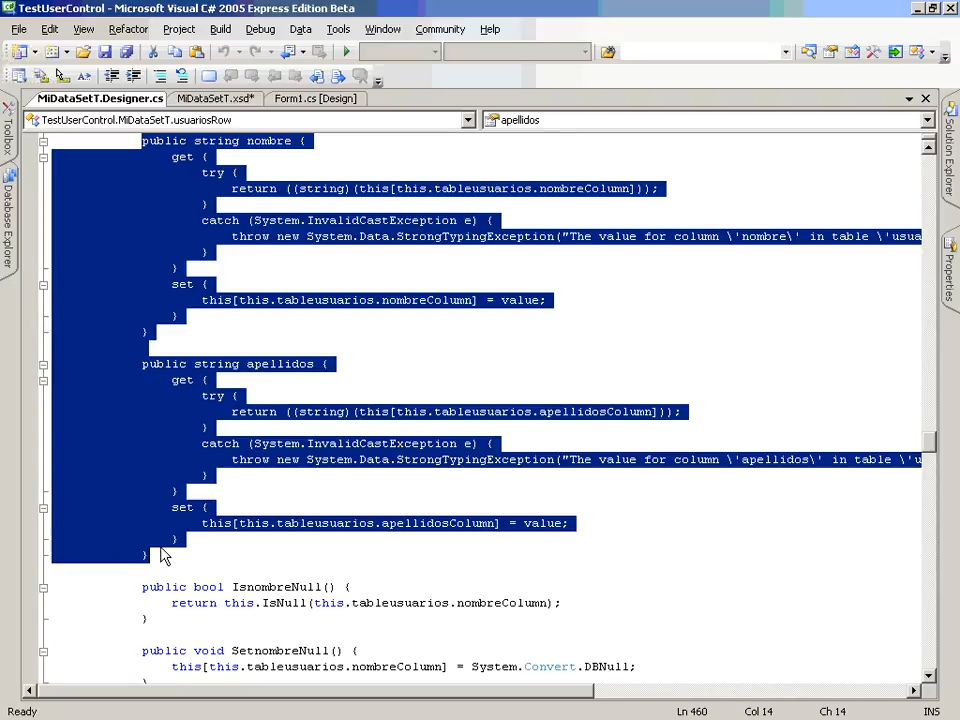 TestUserControl - Microsoft Visual C# 2005 Express Edition Beta
File Edit View Refactor Project Build Debug Data Tools Window Community Help
MiDataSetT.Designer.cs MiDataSetT.xsd* Form1.cs [Design]
TestUserControl.MiDataSetT.usuariosRow apellidos
Toolbox
Database Explorer
Solution Explorer
Properties
public string nombre {
get {
try {
return ((string)(this[this.tableusuarios.nombreColumn]));
}
catch (System.InvalidCastException e) {
throw new System.Data.StrongTypingException("The value for column \'nombre\' in table \'usua
}
}
set {
this[this.tableusuarios.nombreColumn] = value;
}
}
public string apellidos {
get {
try {
return ((string)(this[this.tableusuarios.apellidosColumn]));
}
catch (System.InvalidCastException e) {
throw new System.Data.StrongTypingException("The value for column \'apellidos\' in table \'u
}
}
set {
this[this.tableusuarios.apellidosColumn] = value;
}
}
public bool IsnombreNull() {
return this.IsNull(this.tableusuarios.nombreColumn);
}
public void SetnombreNull() {
this[this.tableusuarios.nombreColumn] = System.Convert.DBNull;
Ready Ln 460 Col 14 Ch 14 INS